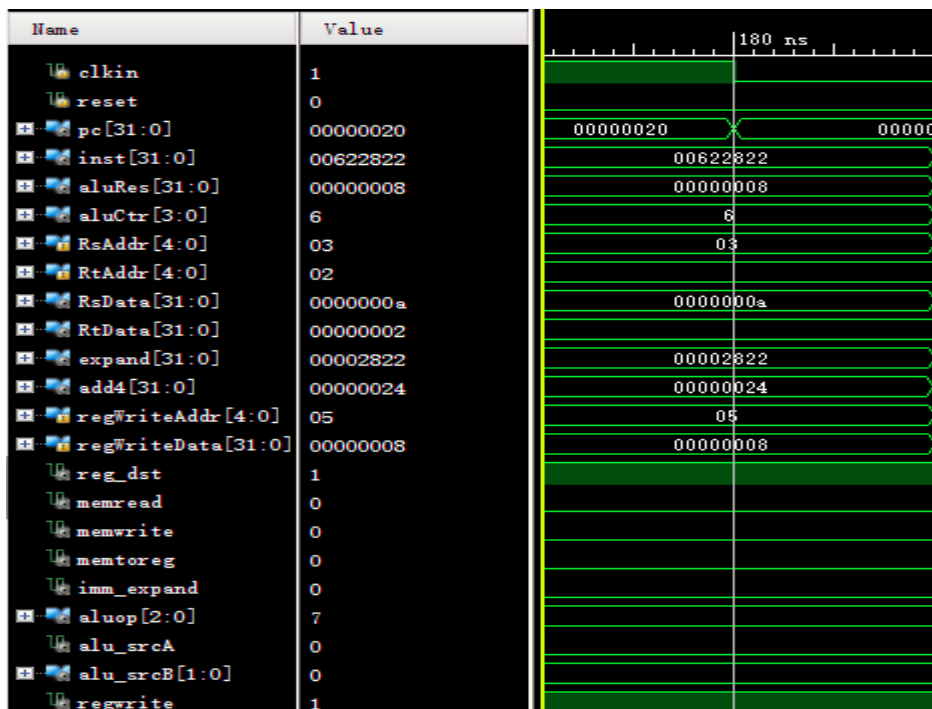 Name Value
180 ns
clkin 1
reset 0
pc[31:0] 00000020 00000020 00000
inst[31:0] 00622822 00622822
aluRes[31:0] 00000008 00000008
aluCtr[3:0] 6 6
RsAddr[4:0] 03 03
RtAddr[4:0] 02
RsData[31:0] 0000000a 0000000a
RtData[31:0] 00000002
expand[31:0] 00002822 00002822
add4[31:0] 00000024 00000024
regWriteAddr[4:0] 05 05
regWriteData[31:0] 00000008 00000008
reg_dst 1
memread 0
memwrite 0
memtoreg 0
imm_expand 0
aluop[2:0] 7
alu_srcA 0
alu_srcB[1:0] 0
regwrite 1